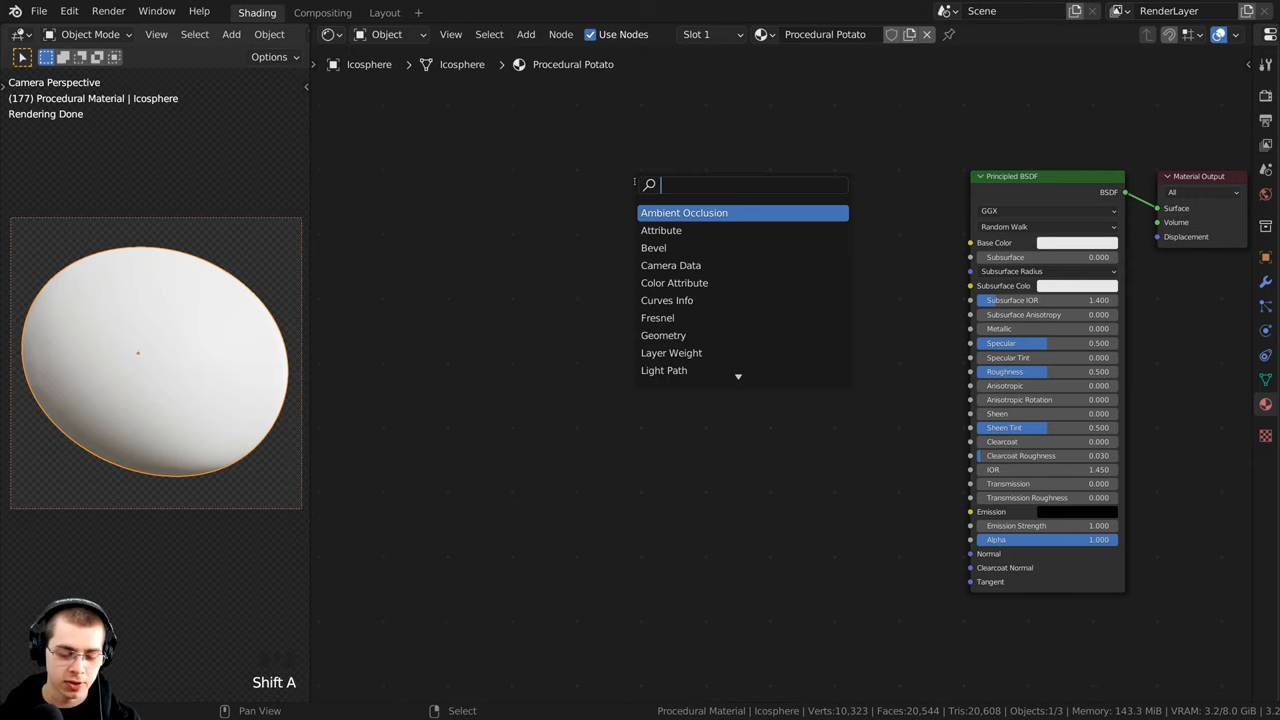 File Edit Render Window Help Shading Compositing Layout + Scene RenderLayer
Object Mode View Select Add Object Object View Select Add Node Use Nodes Slot 1 Procedural Potato
Options
Icosphere > Icosphere > Procedural Potato
Camera Perspective
(177) Procedural Material | Icosphere
Rendering Done
Ambient Occlusion
Attribute
Bevel
Camera Data
Color Attribute
Curves Info
Fresnel
Geometry
Layer Weight
Light Path
Principled BSDF
BSDF
GGX
Random Walk
Base Color
Subsurface 0.000
Subsurface Radius
Subsurface Colo
Subsurface IOR 1.400
Subsurface Anisotropy 0.000
Metallic 0.000
Specular 0.500
Specular Tint 0.000
Roughness 0.500
Anisotropic 0.000
Anisotropic Rotation 0.000
Sheen 0.000
Sheen Tint 0.500
Clearcoat 0.000
Clearcoat Roughness 0.030
IOR 1.450
Transmission 0.000
Transmission Roughness 0.000
Emission
Emission Strength 1.000
Alpha 1.000
Normal
Clearcoat Normal
Tangent
Material Output
All
Surface
Volume
Displacement
Shift A
Pan View Select Procedural Material | Icosphere | Verts:10,323 | Faces:20,544 | Tris:20,608 | Objects:1/3 | Memory: 143.3 MiB | VRAM: 3.2/8.0 GiB | 3.